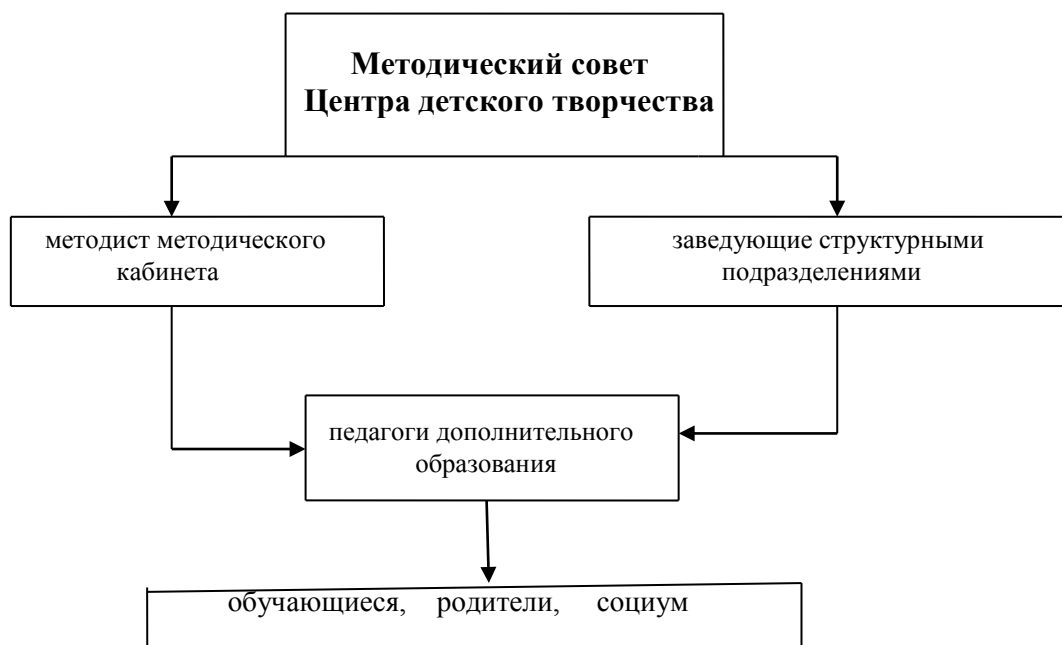 Методический совет
Центра детского творчества
методист методического
кабинета
заведующие структурными
подразделениями
педагоги дополнительного
образования
обучающиеся, родители, социум